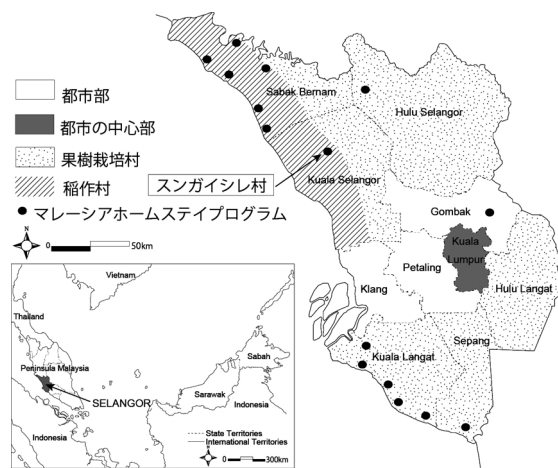 都市部
都市の中心部
果樹栽培村
稲作村
マレーシアホームステイプログラム
N
0 50km
Sabak Bernam
Hulu Selangor
スンガイシレ村
Kuala Selangor
Gombak
Kuala
Lumpur
Petaling
Klang
Hulu Langat
Sepang
Kuala Langat
Vietnam
Thailand
Peninsula Malaysia
Sabah
SELANGOR
Sarawak
Indonesia
Indonesia
State Territories
International Territories
N
0 300km